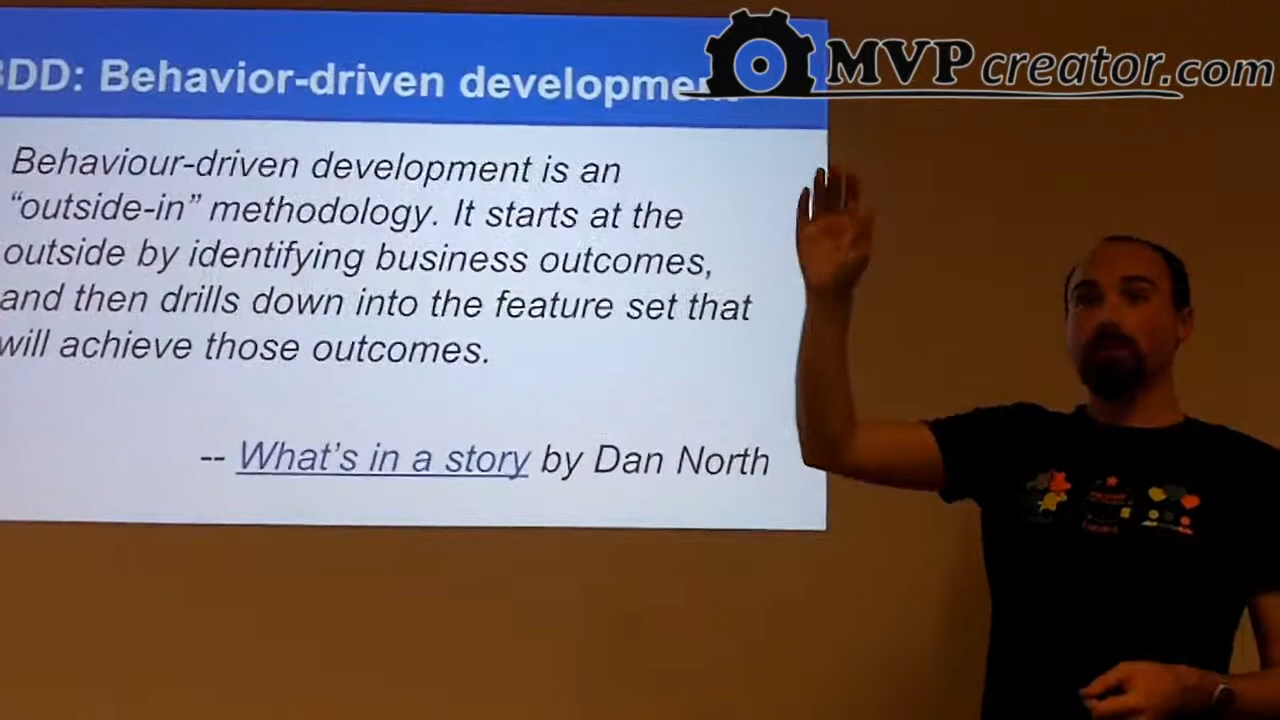 MVPcreator.com
BDD: Behavior-driven development
Behaviour-driven development is an
“outside-in” methodology. It starts at the
outside by identifying business outcomes,
and then drills down into the feature set that
will achieve those outcomes.
-- What's in a story by Dan North